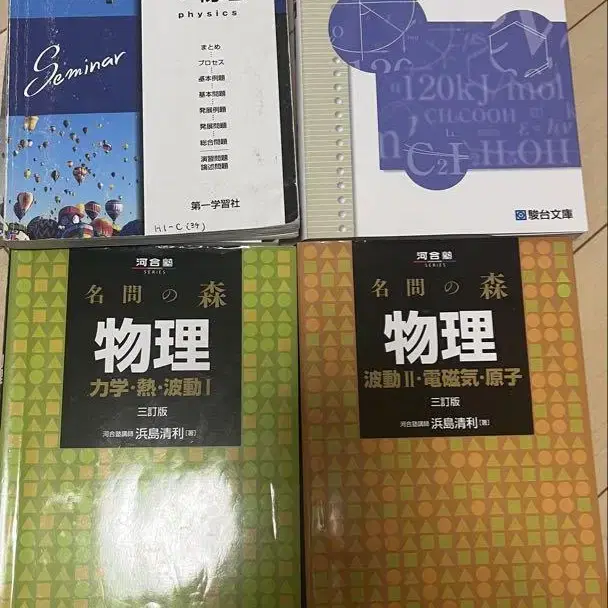 物理
physics
Seminar
まとめ
プロセス
基本例題
基本問題
発展例題
発展問題
総合問題
演習問題
論述問題
第一学習社
120kJ/mol
CH3COOH
駿台文庫
河合塾
SERIES
名問の森
物理
力学・熱・波動Ⅰ
三訂版
河合塾講師 浜島清利[著]
河合塾
SERIES
名問の森
物理
波動Ⅱ・電磁気・原子
三訂版
河合塾講師 浜島清利[著]